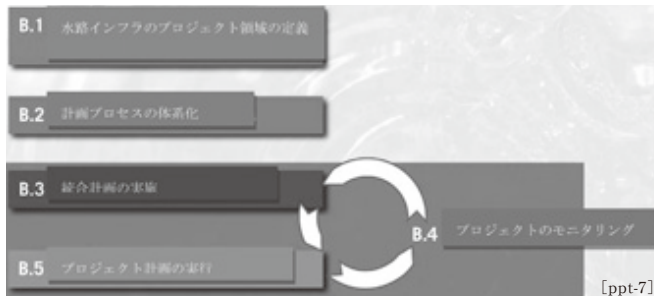 B.1 水路インフラのプロジェクト領域の定義
B.2 計画プロセスの体系化
B.3 統合計画の実施
B.4 プロジェクトのモニタリング
B.5 プロジェクト計画の実行
[ppt-7]